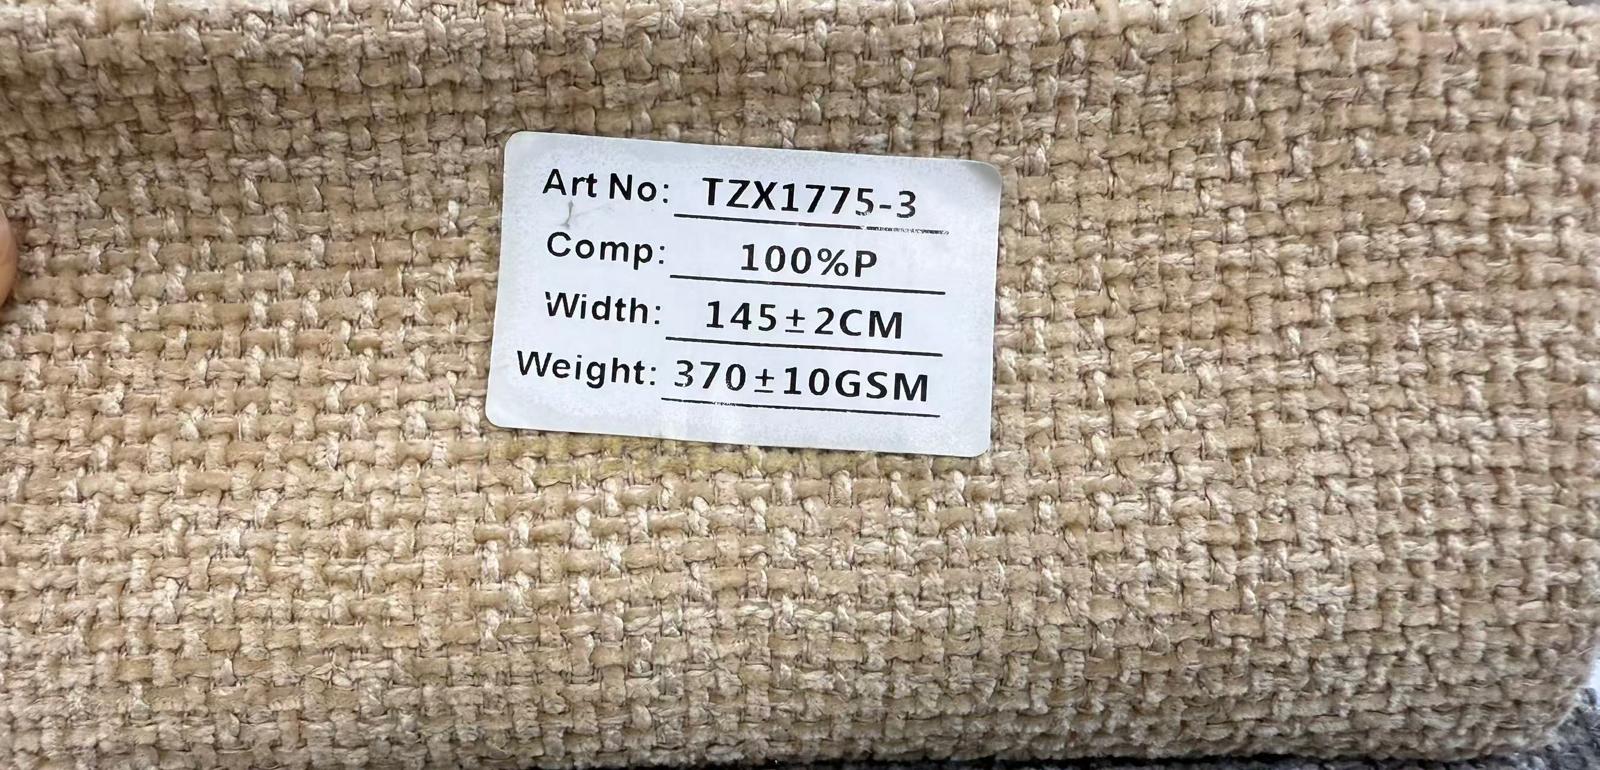 Art No: TZX1775-3
Comp: 100%P
Width: 145±2CM
Weight: 370±10GSM